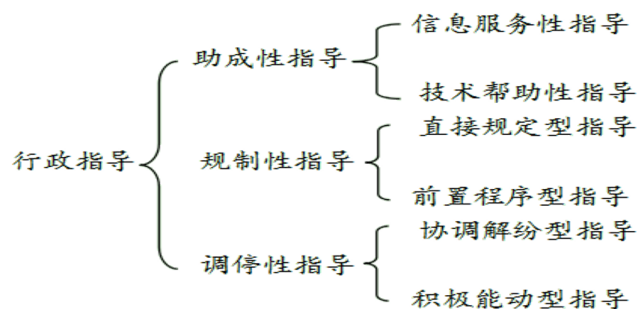 信息服务性指导
助成性指导
技术帮助性指导
直接规定型指导
行政指导
规制性指导
前置程序型指导
协调解纷型指导
调停性指导
积极能动型指导